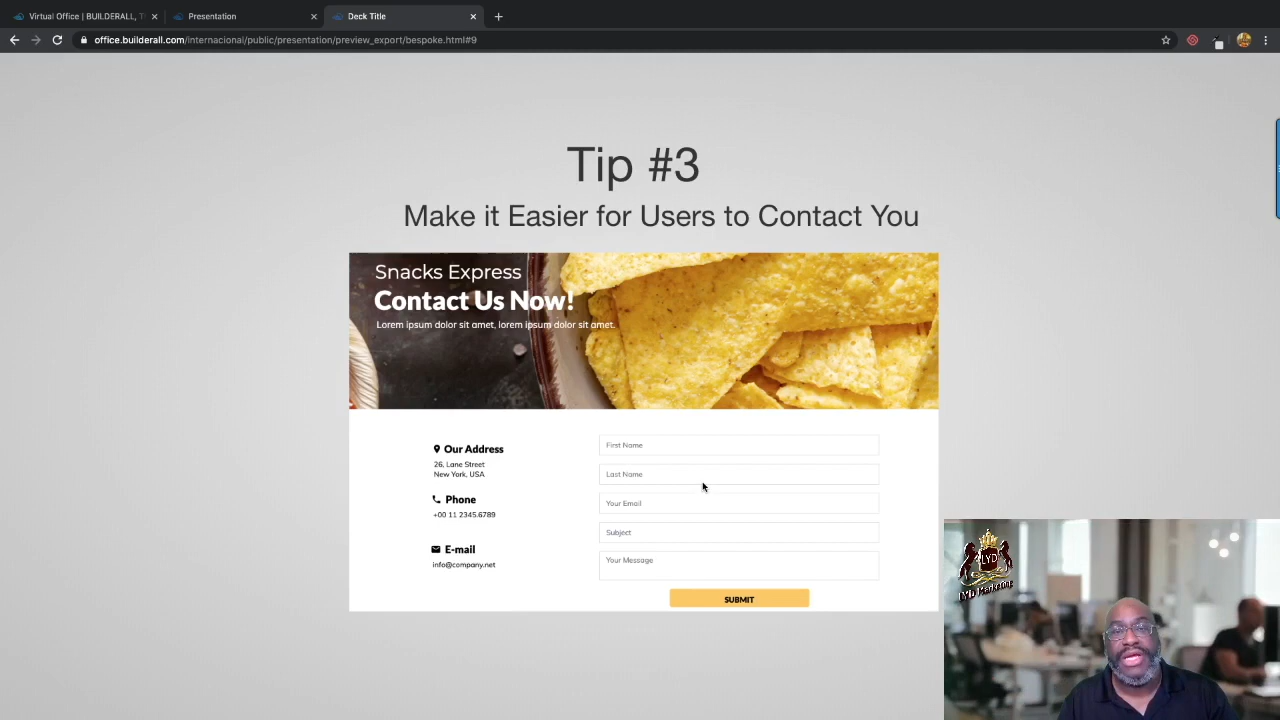 Virtual Office | BUILDERALL, T
Presentation
Deck Title
office.builderall.com/internacional/public/presentation/preview_export/bespoke.html#9
Tip #3
Make it Easier for Users to Contact You
Snacks Express
Contact Us Now!
Lorem ipsum dolor sit amet, lorem ipsum dolor sit amet.
Our Address
26, Lane Street
New York, USA
Phone
+00 11 2345.6789
E-mail
info@company.net
First Name
Last Name
Your Email
Subject
Your Message
SUBMIT
LYD
LYD Marketing